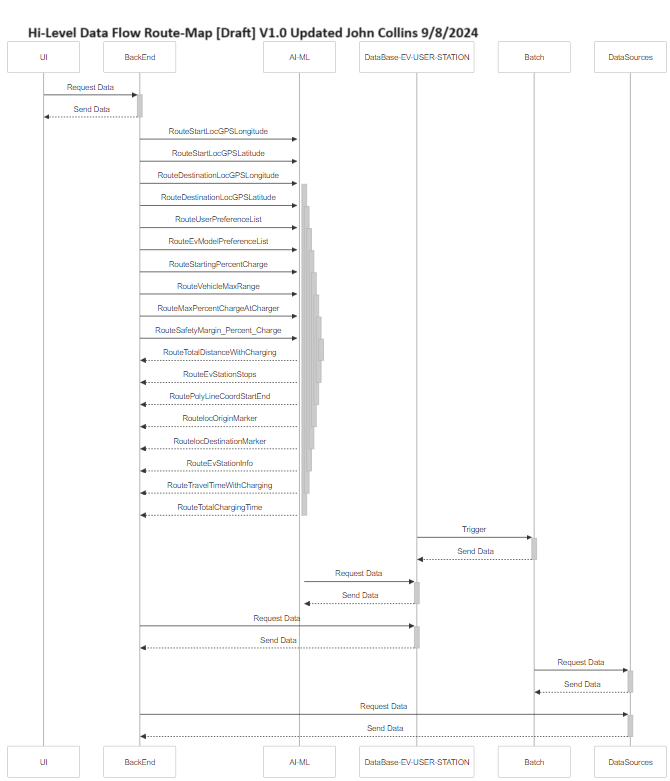 Hi-Level Data Flow Route-Map [Draft] V1.0 Updated John Collins 9/8/2024
UI BackEnd AI-ML DataBase-EV-USER-STATION Batch DataSources
Request Data
Send Data
RouteStartLocGPSLongitude
RouteStartLocGPSLatitude
RouteDestinationLocGPSLongitude
RouteDestinationLocGPSLatitude
RouteUserPreferenceList
RouteEvModelPreferenceList
RouteStartingPercentCharge
RouteVehicleMaxRange
RouteMaxPercentChargeAtCharger
RouteSafetyMargin_Percent_Charge
RouteTotalDistanceWithCharging
RouteEvStationStops
RoutePolyLineCoordStartEnd
RoutelocOriginMarker
RoutelocDestinationMarker
RouteEvStationInfo
RouteTravelTimeWithCharging
RouteTotalChargingTime
Trigger
Send Data
Request Data
Send Data
Request Data
Send Data
Request Data
Send Data
Request Data
Send Data
UI BackEnd AI-ML DataBase-EV-USER-STATION Batch DataSources